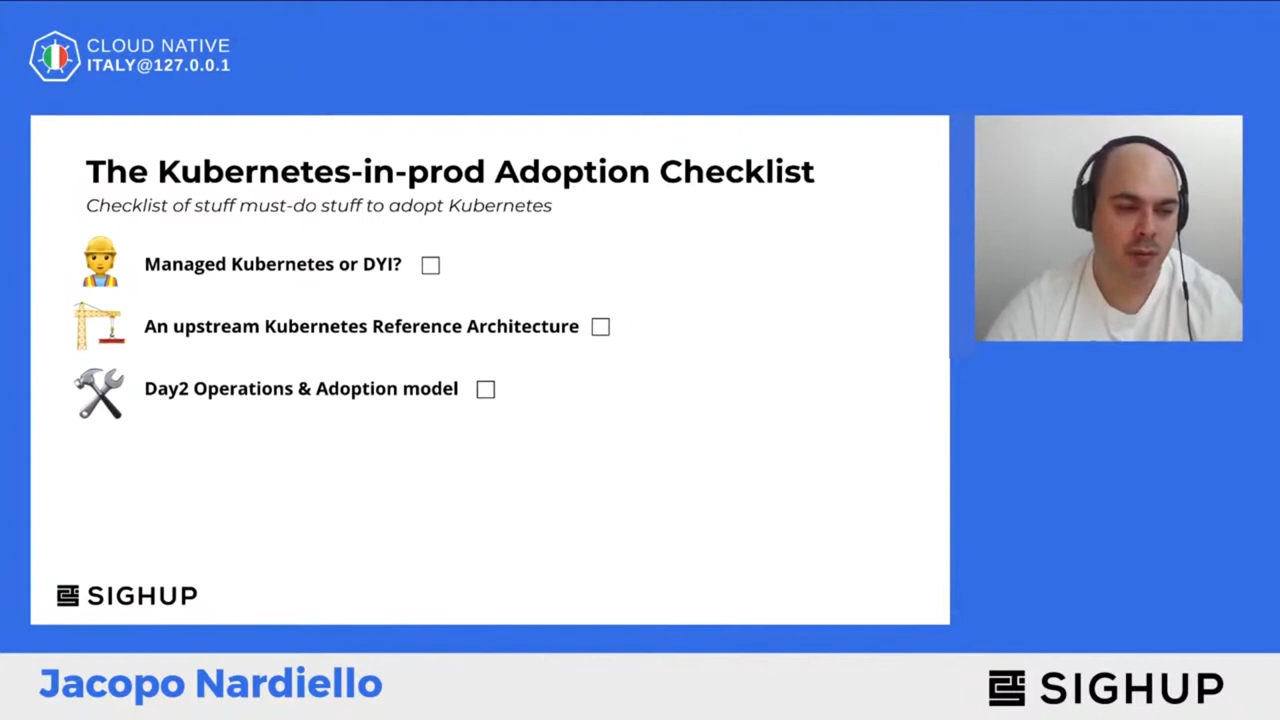 CLOUD NATIVE
ITALY@127.0.0.1
The Kubernetes-in-prod Adoption Checklist
Checklist of stuff must-do stuff to adopt Kubernetes
Managed Kubernetes or DYI?
An upstream Kubernetes Reference Architecture
Day2 Operations & Adoption model
SIGHUP
Jacopo Nardiello
SIGHUP